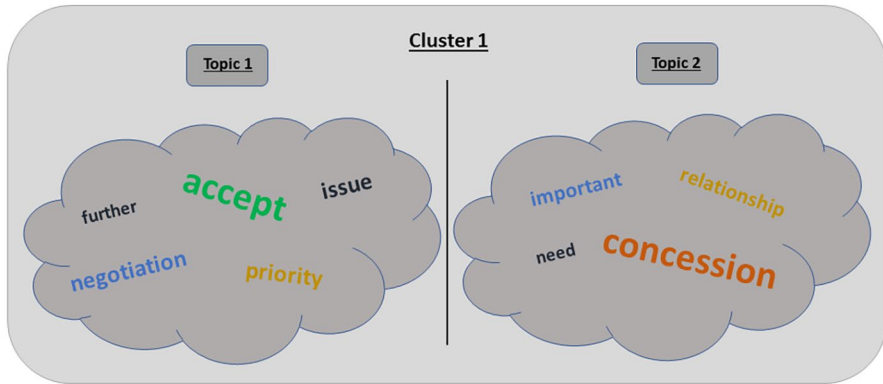 Cluster 1
Topic 1
accept
issue
further
negotiation
priority
Topic 2
important
relationship
need
concession